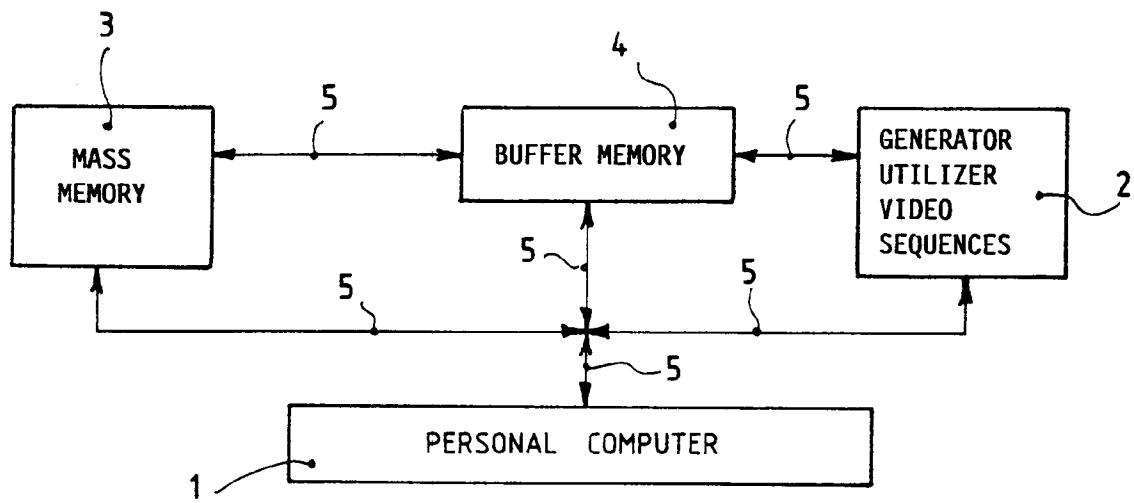 3
4
5
5
MASS
MEMORY
BUFFER MEMORY
GENERATOR
UTILIZER
VIDEO
SEQUENCES
2
5
5
5
5
PERSONAL COMPUTER
1